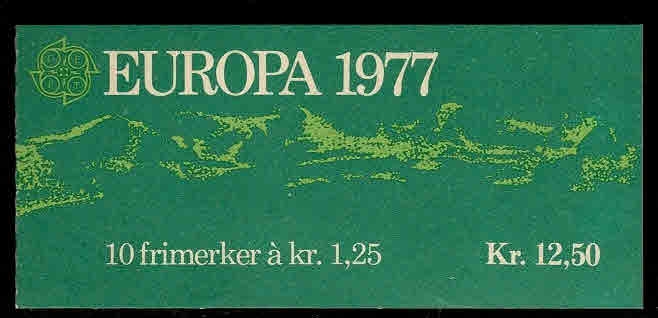 EUROPA 1977
10 frimerker à kr. 1,25 Kr. 12,50